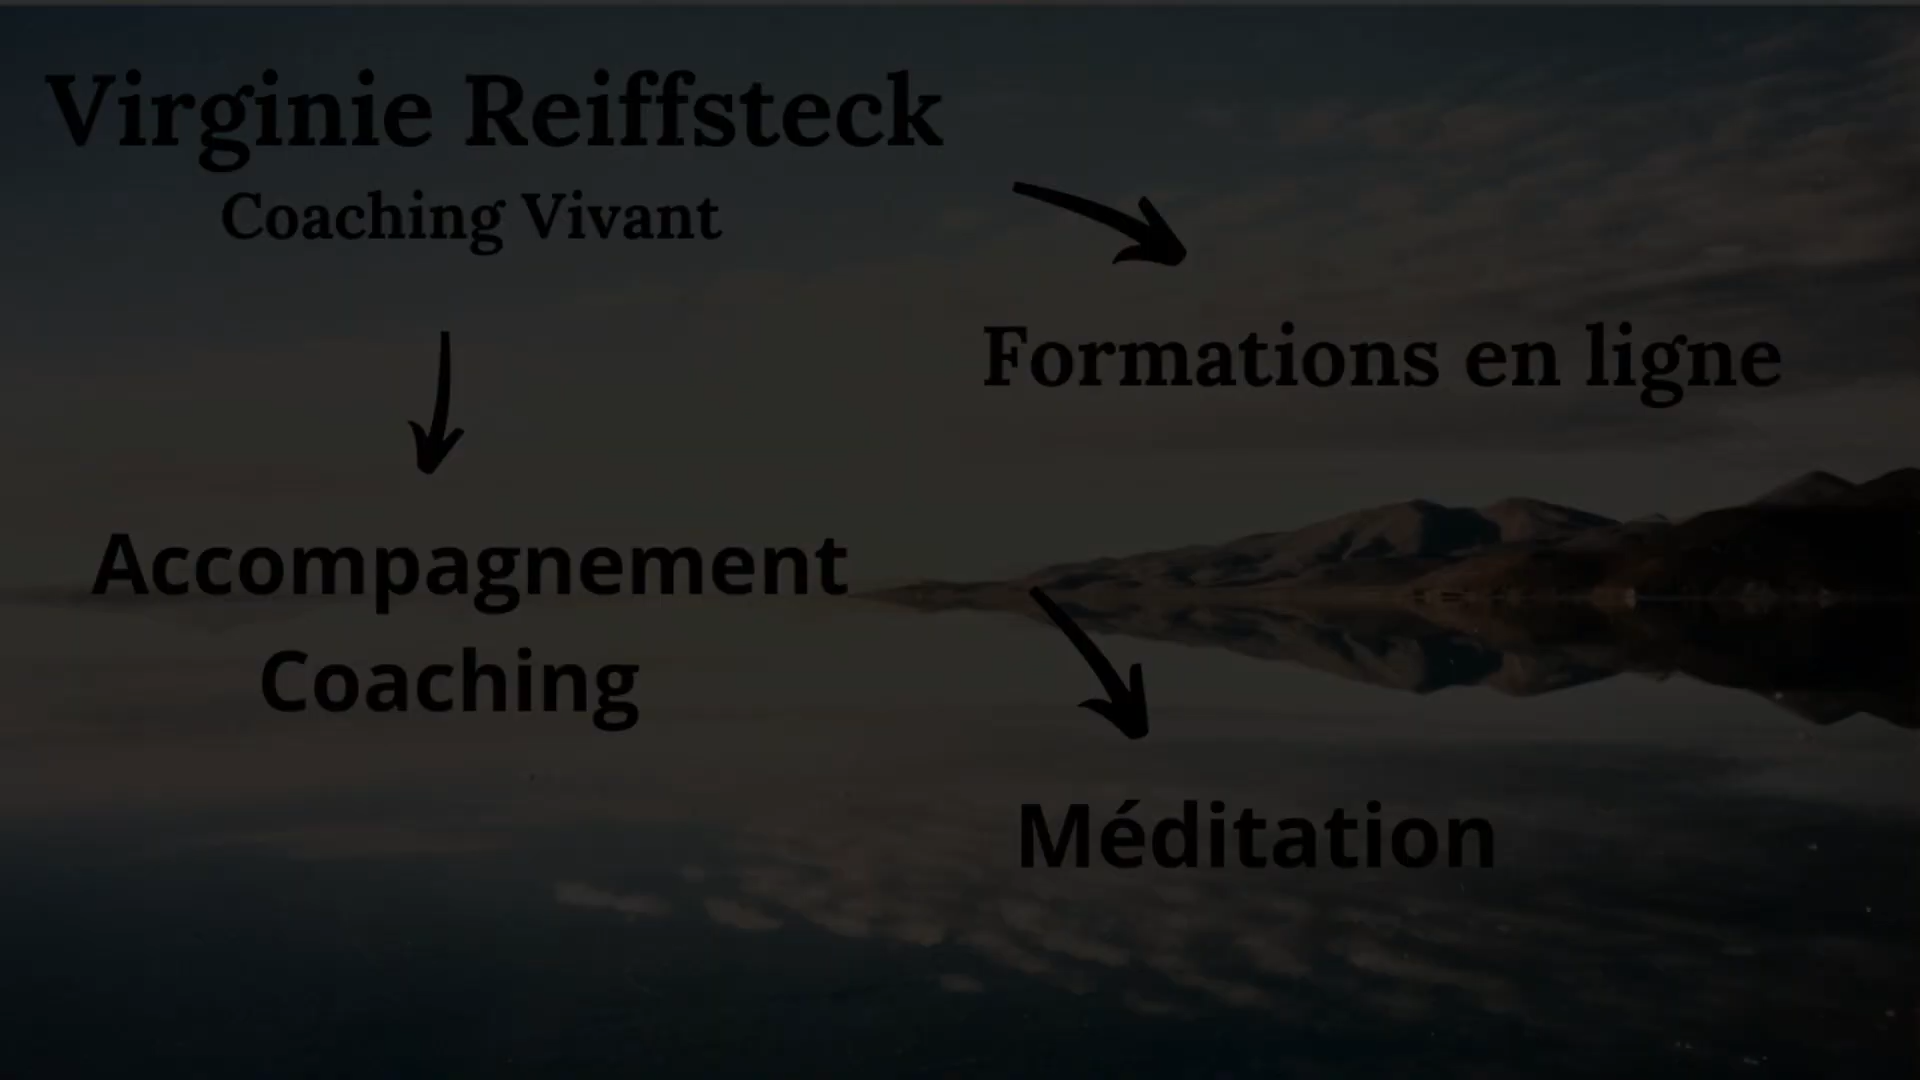 Virginie Reiffsteck
Coaching Vivant
Formations en ligne
Accompagnement
Coaching
Méditation